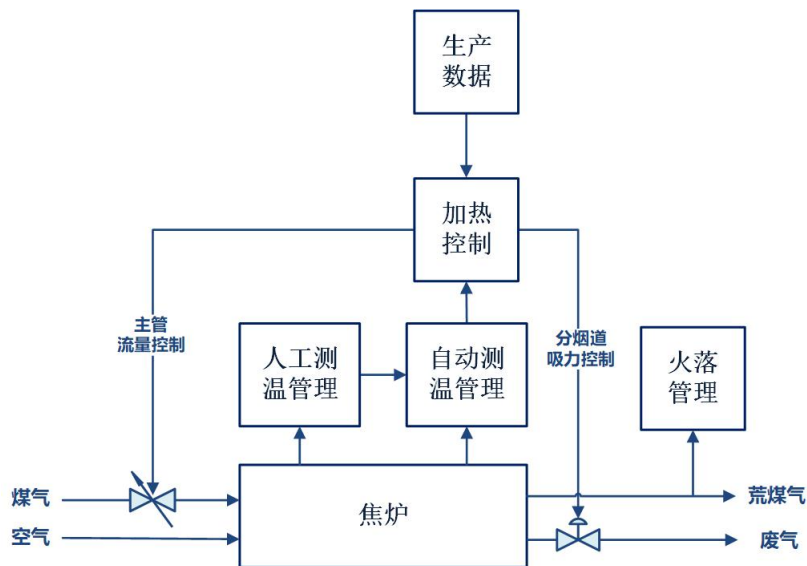 生产
数据
加热
控制
主管
流量控制
分烟道
吸力控制
人工测
温管理
自动测
温管理
火落
管理
煤气
空气
焦炉
荒煤气
废气